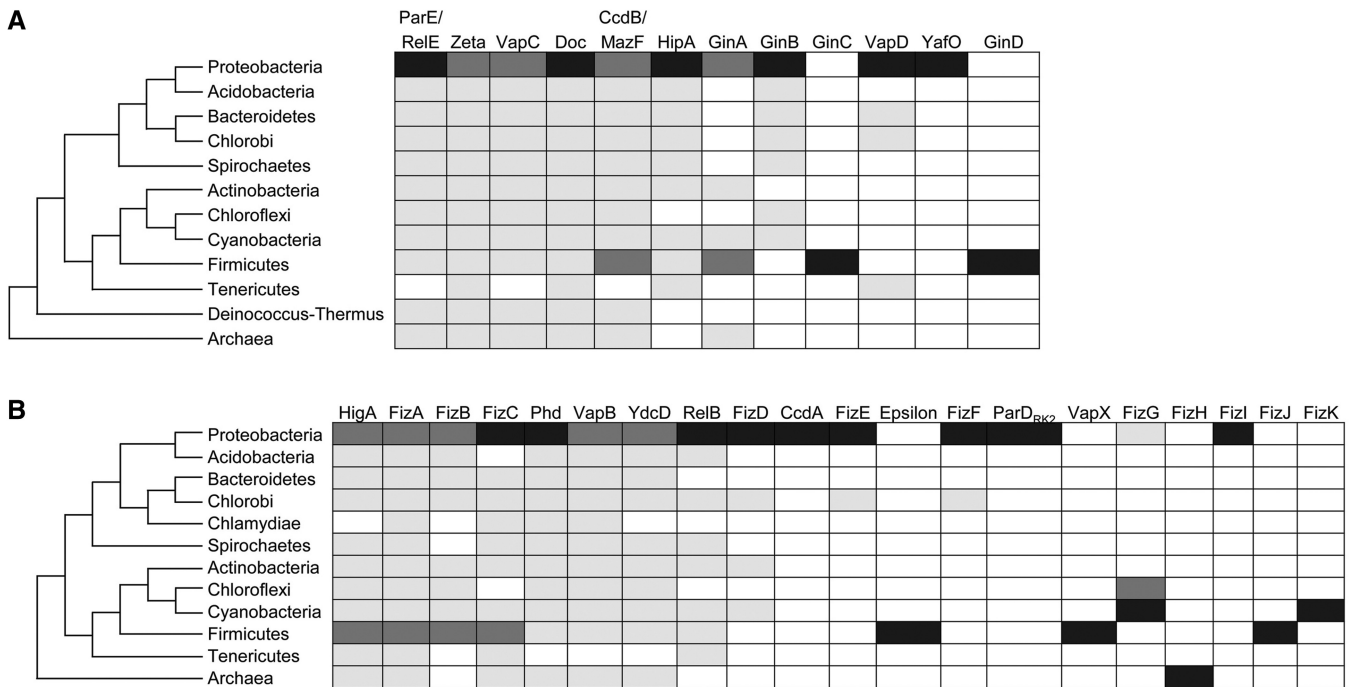 A
ParE/ CcdB/
RelE Zeta VapC Doc MazF HipA GinA GinB GinC VapD YafO GinD
Proteobacteria
Acidobacteria
Bacteroidetes
Chlorobi
Spirochaetes
Actinobacteria
Chloroflexi
Cyanobacteria
Firmicutes
Tenericutes
Deinococcus-Thermus
Archaea
B
HigA FizA FizB FizC Phd VapB YdcD RelB FizD CcdA FizE Epsilon FizF ParD RK2 VapX FizG FizH FizI FizJ FizK
Proteobacteria
Acidobacteria
Bacteroidetes
Chlorobi
Chlamydiae
Spirochaetes
Actinobacteria
Chloroflexi
Cyanobacteria
Firmicutes
Tenericutes
Archaea